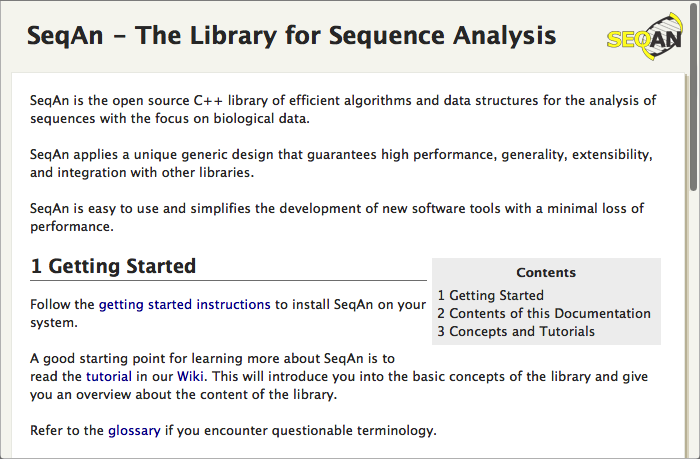 SeqAn - The Library for Sequence Analysis
SEQAN
SeqAn is the open source C++ library of efficient algorithms and data structures for the analysis of
sequences with the focus on biological data.
SeqAn applies a unique generic design that guarantees high performance, generality, extensibility,
and integration with other libraries.
SeqAn is easy to use and simplifies the development of new software tools with a minimal loss of
performance.
1 Getting Started
Follow the getting started instructions to install SeqAn on your
system.
Contents
1 Getting Started
2 Contents of this Documentation
3 Concepts and Tutorials
A good starting point for learning more about SeqAn is to
read the tutorial in our Wiki. This will introduce you into the basic concepts of the library and give
you an overview about the content of the library.
Refer to the glossary if you encounter questionable terminology.